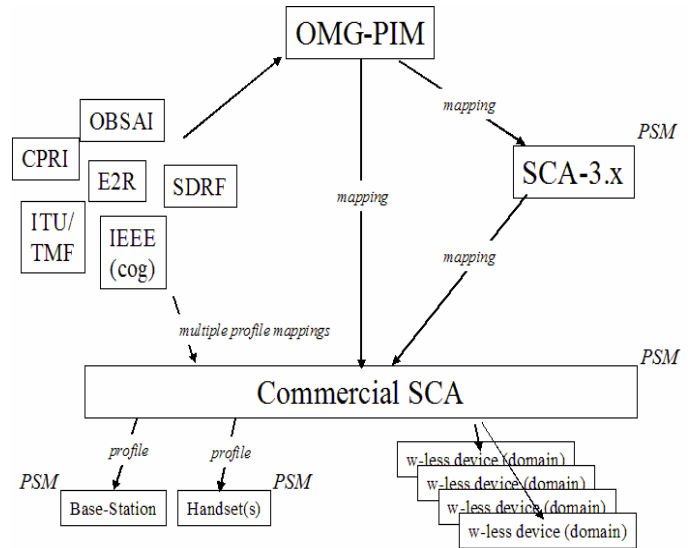 OMG-PIM
OBSAI
mapping
PSM
CPRI
E2R
SDRF
SCA-3.x
mapping
ITU/
TMF
IEEE
(cog)
mapping
multiple profile mappings
PSM
Commercial SCA
profile
profile
w-less device (domain)
PSM
PSM
w-less device (domain)
Base-Station
Handset(s)
w-less device (domain)
w-less device (domain)